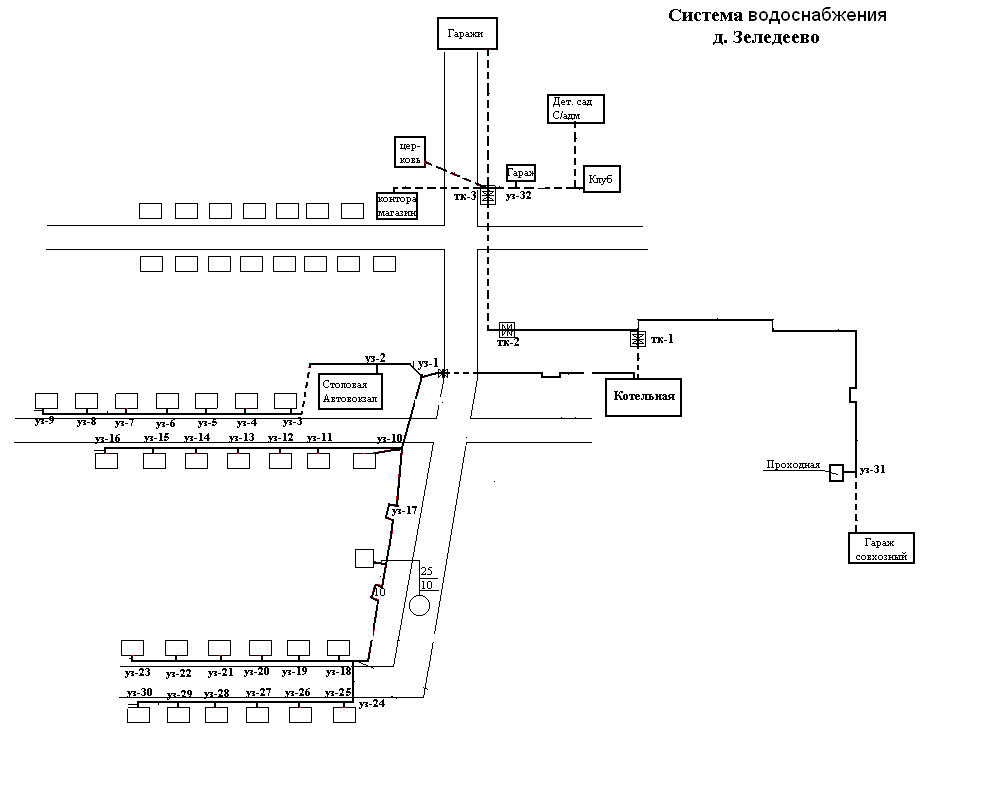 Система водоснабжения
д. Зеледеево
Гаражи
Дет. сад
С/адм
цер-
ковь
Гараж
Клуб
контора
магазин
тк-3
уз-32
тк-2
тк-1
уз-1
уз-2
Столовая
Автовокзал
Котельная
уз-9
уз-8
уз-7
уз-6
уз-5
уз-4
уз-3
уз-16
уз-15
уз-14
уз-13
уз-12
уз-11
уз-10
Проходная
уз-31
уз-17
Гараж
совхозный
25
10
10
уз-23
уз-22
уз-21
уз-20
уз-19
уз-18
уз-30
уз-29
уз-28
уз-27
уз-26
уз-25
уз-24